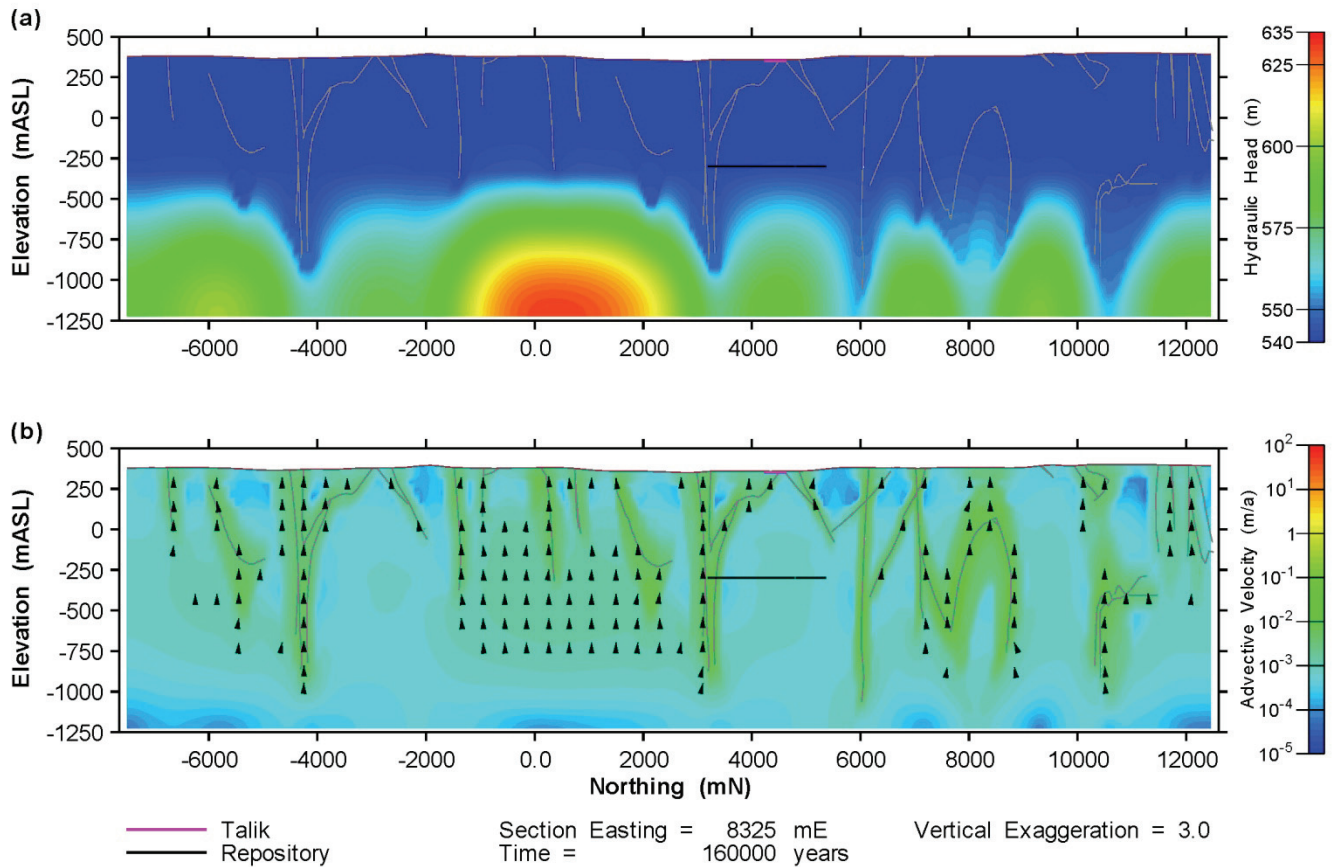 (a)
500
250
0
-250
-500
-750
-1000
-1250
Elevation (mASL)
-6000 -4000 -2000 0.0 2000 4000 6000 8000 10000 12000
635
625
600
575
550
540
Hydraulic Head (m)
(b)
500
250
0
-250
-500
-750
-1000
-1250
Elevation (mASL)
-6000 -4000 -2000 0.0 2000 4000 6000 8000 10000 12000
Northing (mN)
10²
10¹
1
10⁻¹
10⁻²
10⁻³
10⁻⁴
10⁻⁵
Advective Velocity (m/a)
Talik Section Easting = 8325 mE Vertical Exaggeration = 3.0
Repository Time = 160000 years